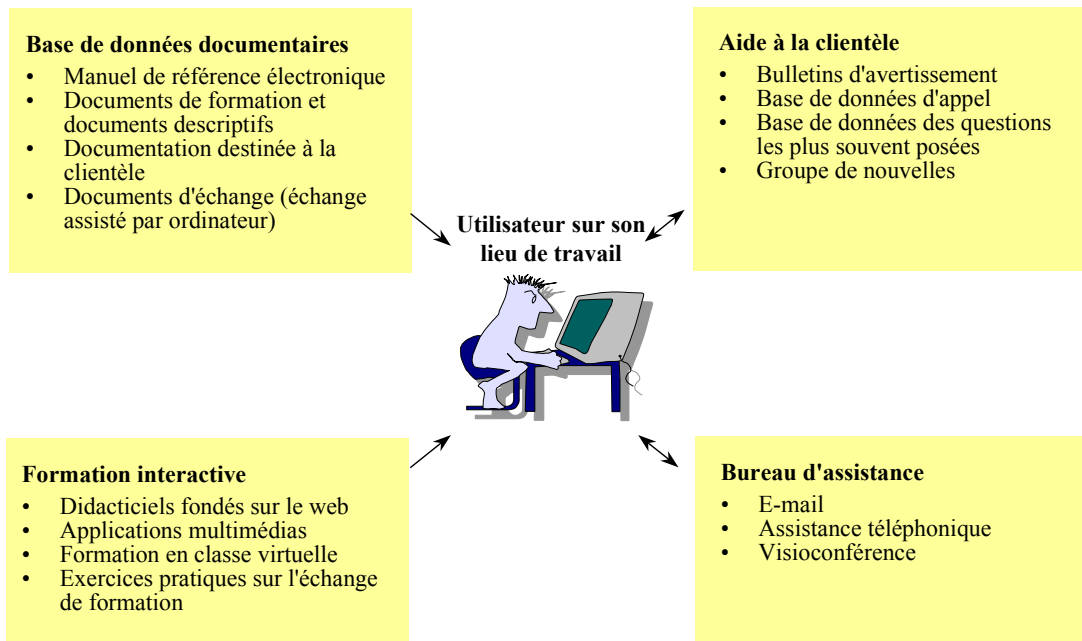 Base de données documentaires
• Manuel de référence électronique
• Documents de formation et
documents descriptifs
• Documentation destinée à la
clientèle
• Documents d'échange (échange
assisté par ordinateur)
Aide à la clientèle
• Bulletins d'avertissement
• Base de données d'appel
• Base de données des questions
les plus souvent posées
• Groupe de nouvelles
Utilisateur sur son
lieu de travail
Formation interactive
• Didacticiels fondés sur le web
• Applications multimédias
• Formation en classe virtuelle
• Exercices pratiques sur l'échange
de formation
Bureau d'assistance
• E-mail
• Assistance téléphonique
• Visioconférence